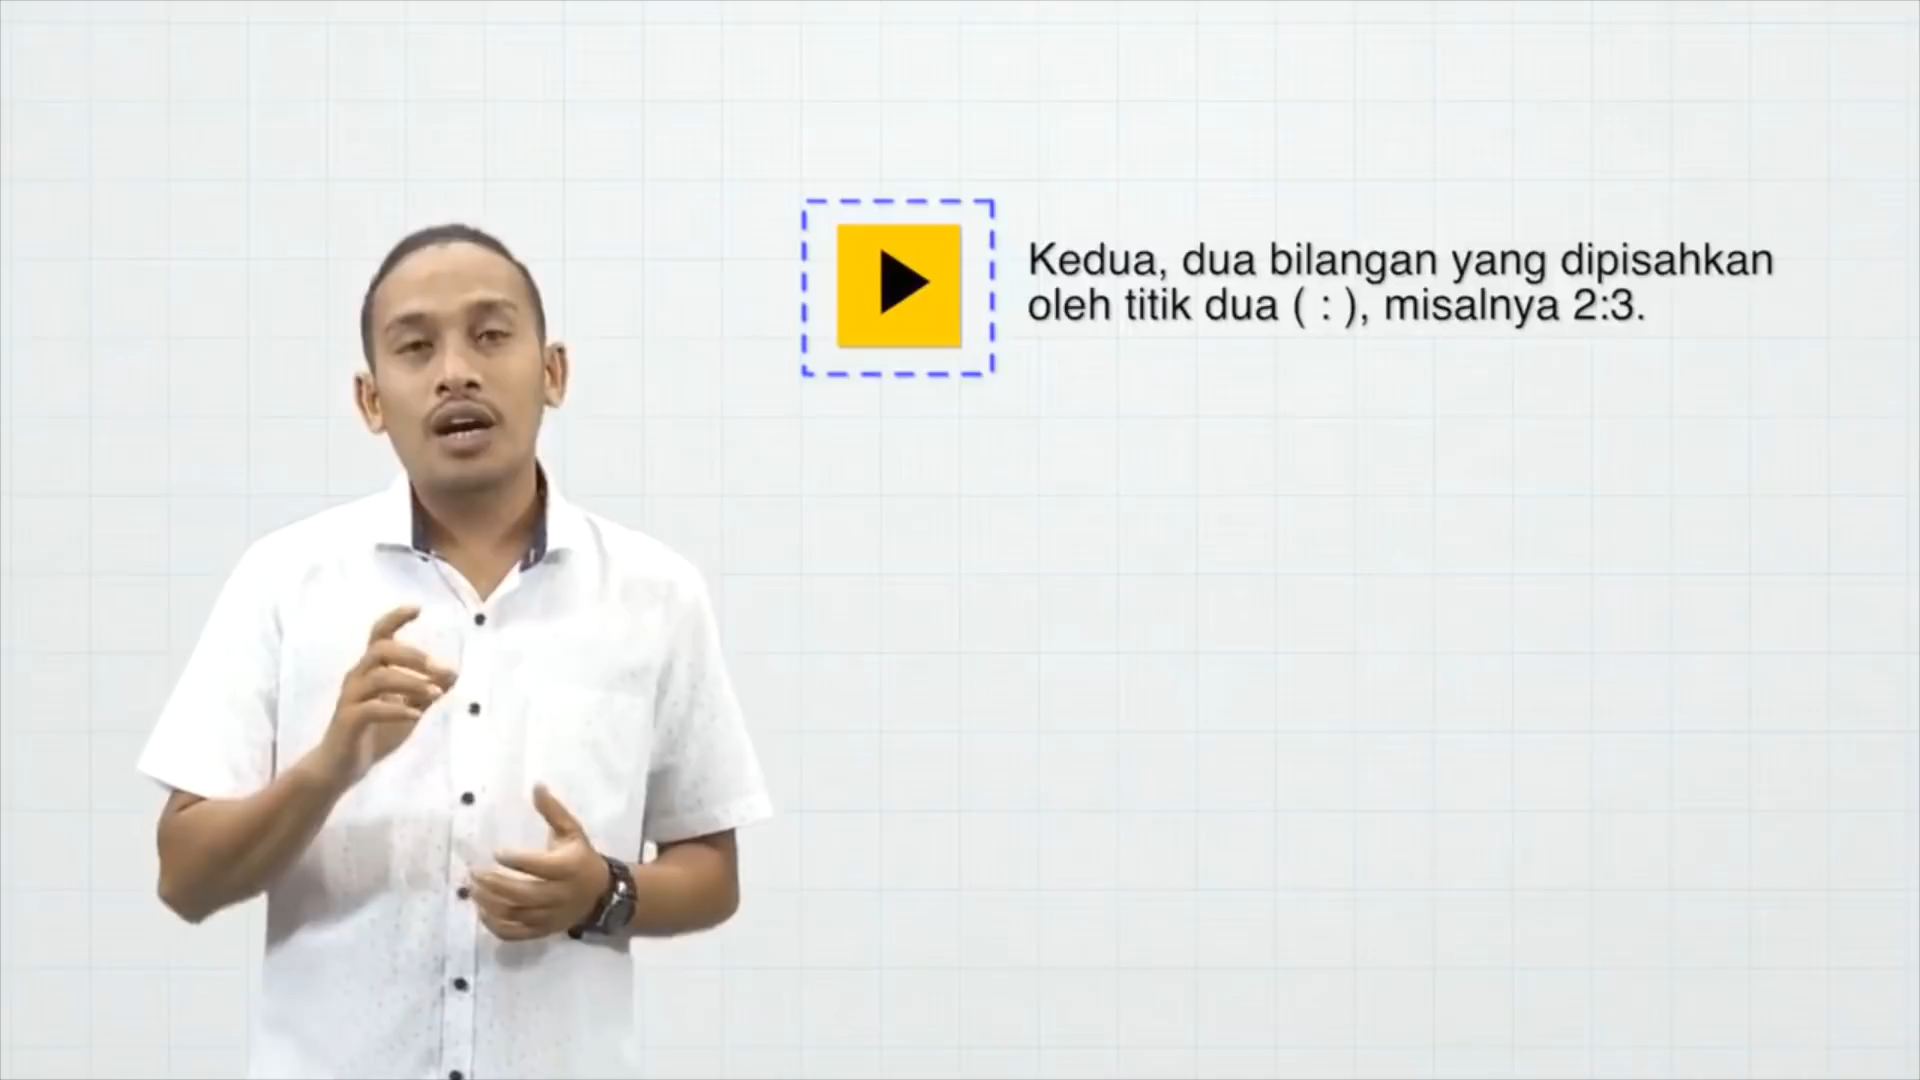 Kedua, dua bilangan yang dipisahkan
oleh titik dua ( : ), misalnya 2:3.